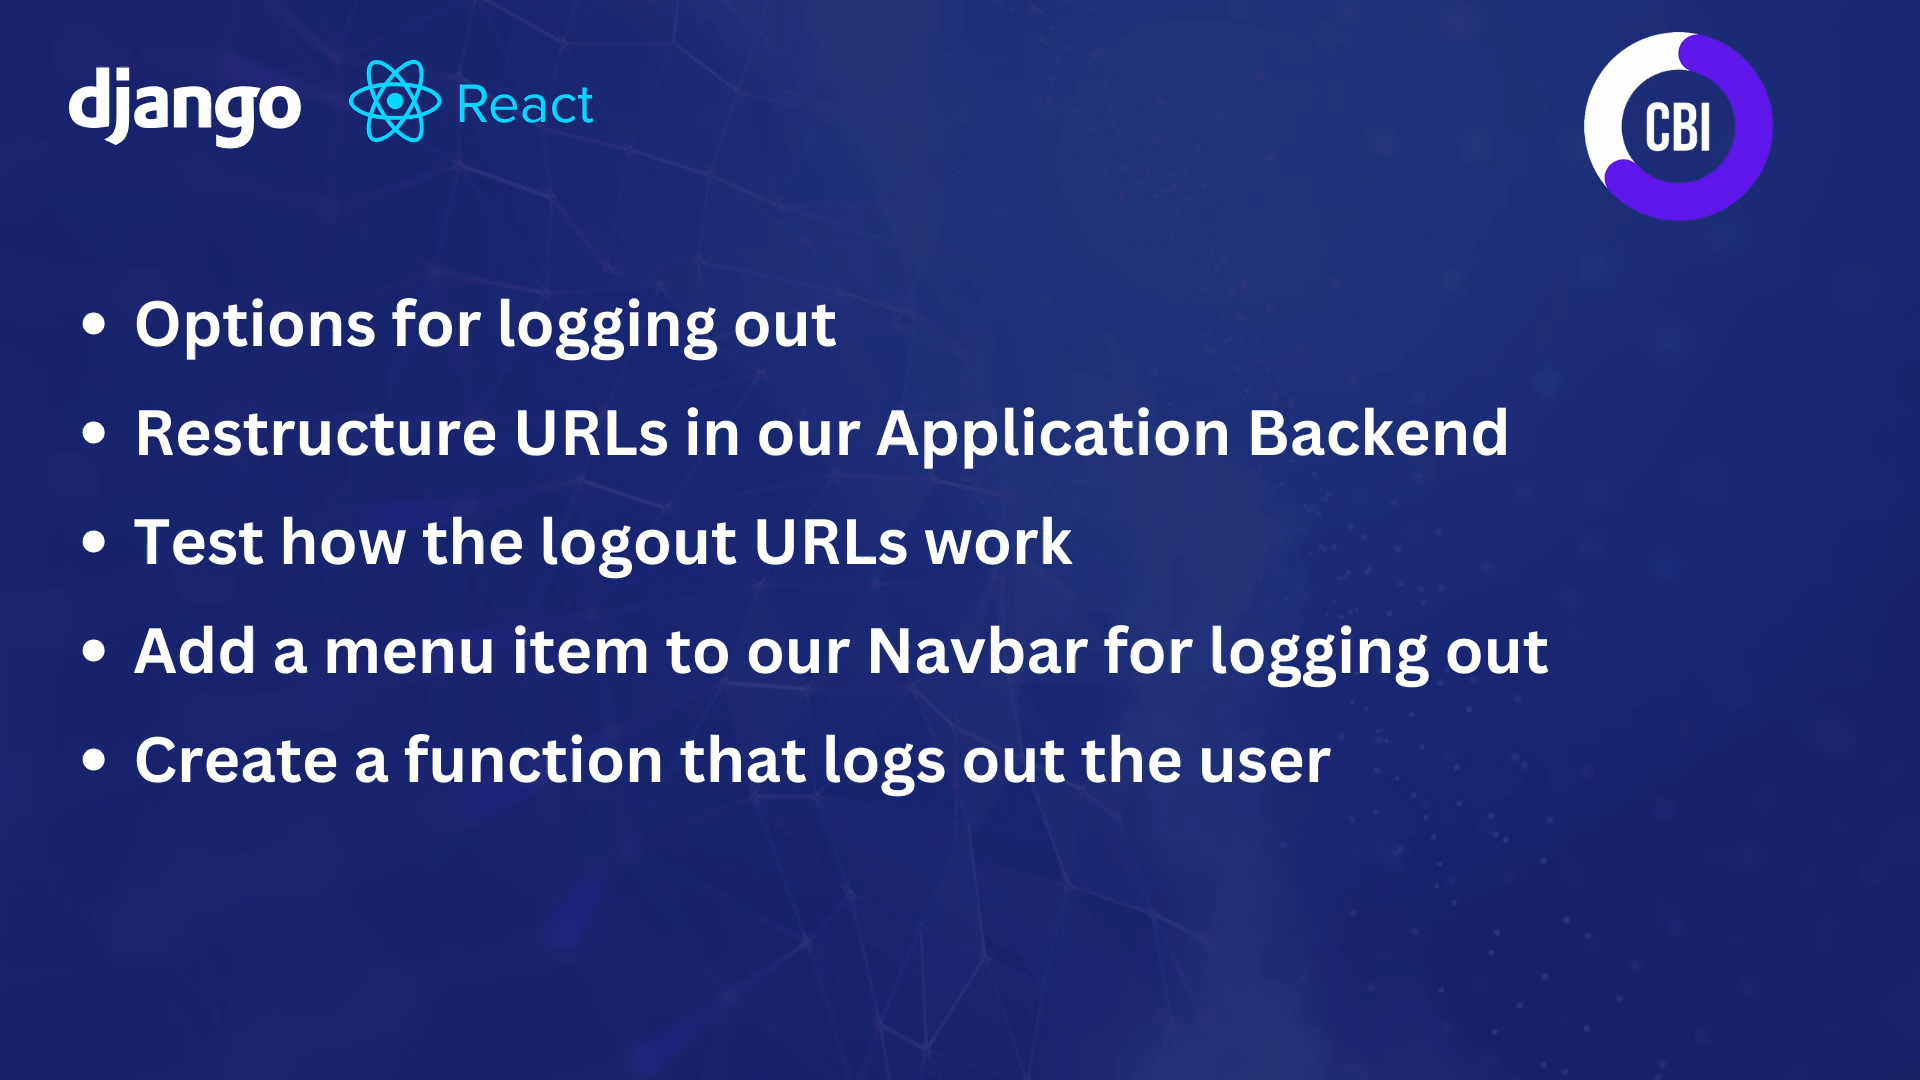 django React
CBI
Options for logging out
Restructure URLs in our Application Backend
Test how the logout URLs work
Add a menu item to our Navbar for logging out
Create a function that logs out the user